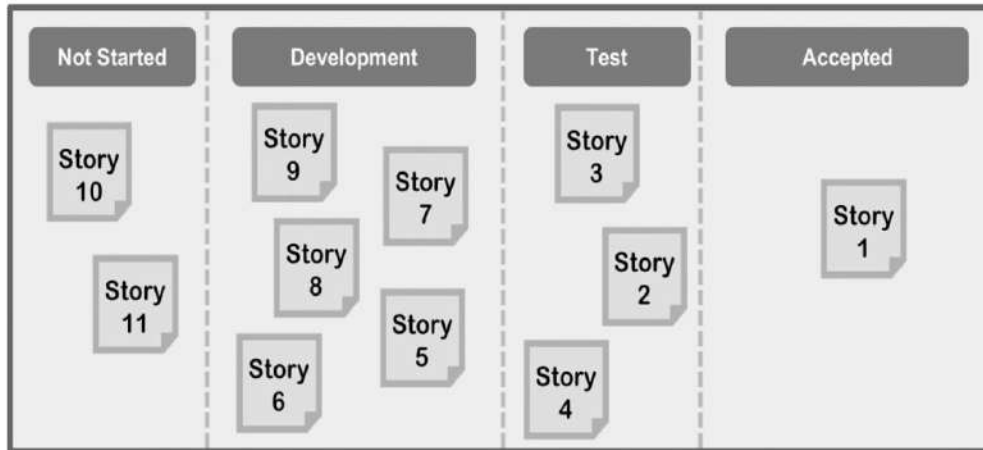 Not Started
Development
Test
Accepted
Story
10
Story
11
Story
9
Story
7
Story
8
Story
5
Story
6
Story
3
Story
2
Story
4
Story
1